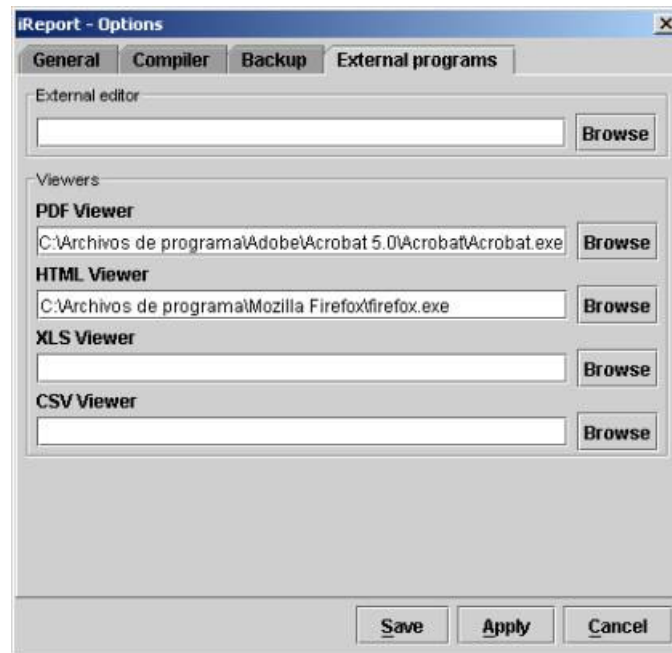 iReport - Options
General Compiler Backup External programs
External editor
Browse
Viewers
PDF Viewer
C:\Archivos de programa\Adobe\Acrobat 5.0\Acrobat\Acrobat.exe Browse
HTML Viewer
C:\Archivos de programa\Mozilla Firefox\firefox.exe Browse
XLS Viewer
Browse
CSV Viewer
Browse
Save Apply Cancel